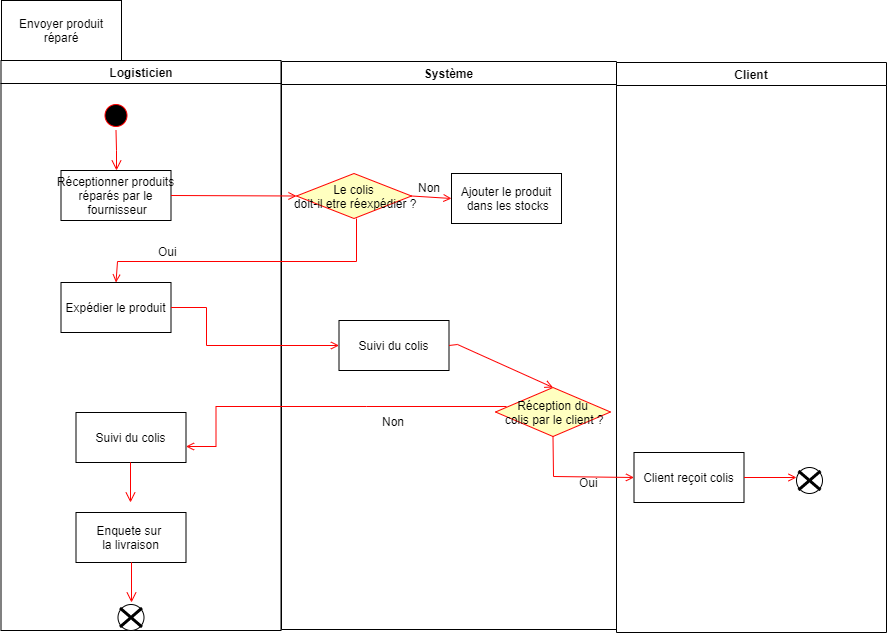 Envoyer produit
réparé
Logisticien
Système
Client
Réceptionner produits
réparés par le
fournisseur
Le colis
doit-il etre réexpédier ?
Non
Ajouter le produit
dans les stocks
Oui
Expédier le produit
Suivi du colis
Réception du
colis par le client ?
Non
Suivi du colis
Oui
Client reçoit colis
Enquete sur
la livraison